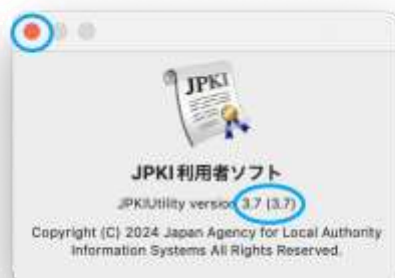 JPKI
JPKI利用者ソフト
JPKIUtility version 3.7 (3.7)
Copyright (C) 2024 Japan Agency for Local Authority
Information Systems All Rights Reserved.